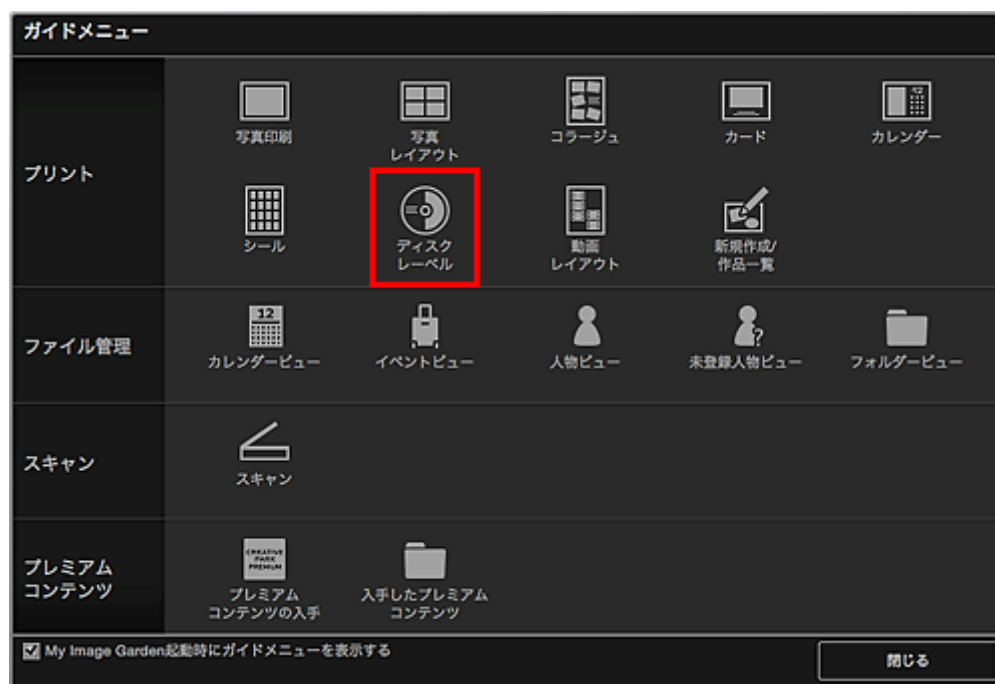 ガイドメニュー
プリント
写真印刷
写真
レイアウト
コラージュ
カード
12
カレンダー
シール
ディスク
レーベル
動画
レイアウト
新規作成/
作品一覧
ファイル管理
12
カレンダービュー
イベントビュー
人物ビュー
?
未登録人物ビュー
フォルダービュー
スキャン
スキャン
プレミアム
コンテンツ
CREATIVE
PARK
PREMIUM
プレミアム
コンテンツの入手
入手したプレミアム
コンテンツ
My Image Garden起動時にガイドメニューを表示する
閉じる